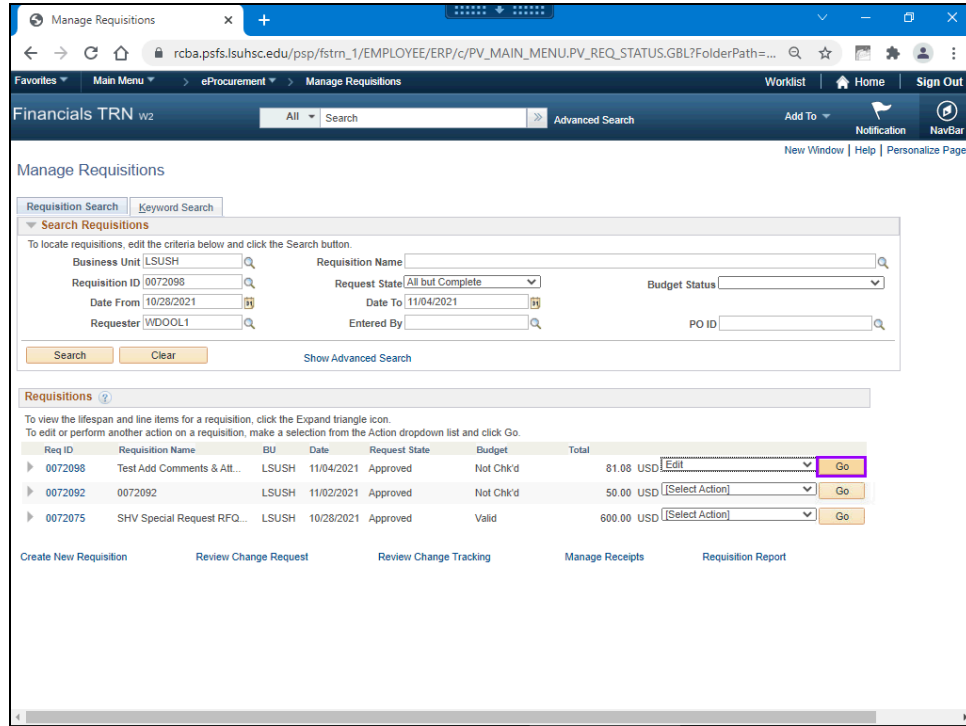 Manage Requisitions
rcba.psfs.lsuhsc.edu/psp/fstrn_1/EMPLOYEE/ERP/c/PV_MAIN_MENU.PV_REQ_STATUS.GBL?FolderPath=...
Favorites Main Menu > eProcurement > Manage Requisitions Worklist Home Sign Out
Financials TRN W2 All Search Advanced Search Add To Notification NavBar
New Window | Help | Personalize Page
Manage Requisitions
Requisition Search Keyword Search
Search Requisitions
To locate requisitions, edit the criteria below and click the Search button.
Business Unit LSUSH Requisition Name
Requisition ID 0072098 Request State All but Complete Budget Status
Date From 10/28/2021 Date To 11/04/2021
Requester WDOOL1 Entered By PO ID
Search Clear Show Advanced Search
Requisitions
To view the lifespan and line items for a requisition, click the Expand triangle icon.
To edit or perform another action on a requisition, make a selection from the Action dropdown list and click Go.
Req ID Requisition Name BU Date Request State Budget Total
0072098 Test Add Comments & Att... LSUSH 11/04/2021 Approved Not Chk'd 81.08 USD Edit Go
0072092 0072092 LSUSH 11/02/2021 Approved Not Chk'd 50.00 USD [Select Action] Go
0072075 SHV Special Request RFQ... LSUSH 10/28/2021 Approved Valid 600.00 USD [Select Action] Go
Create New Requisition Review Change Request Review Change Tracking Manage Receipts Requisition Report